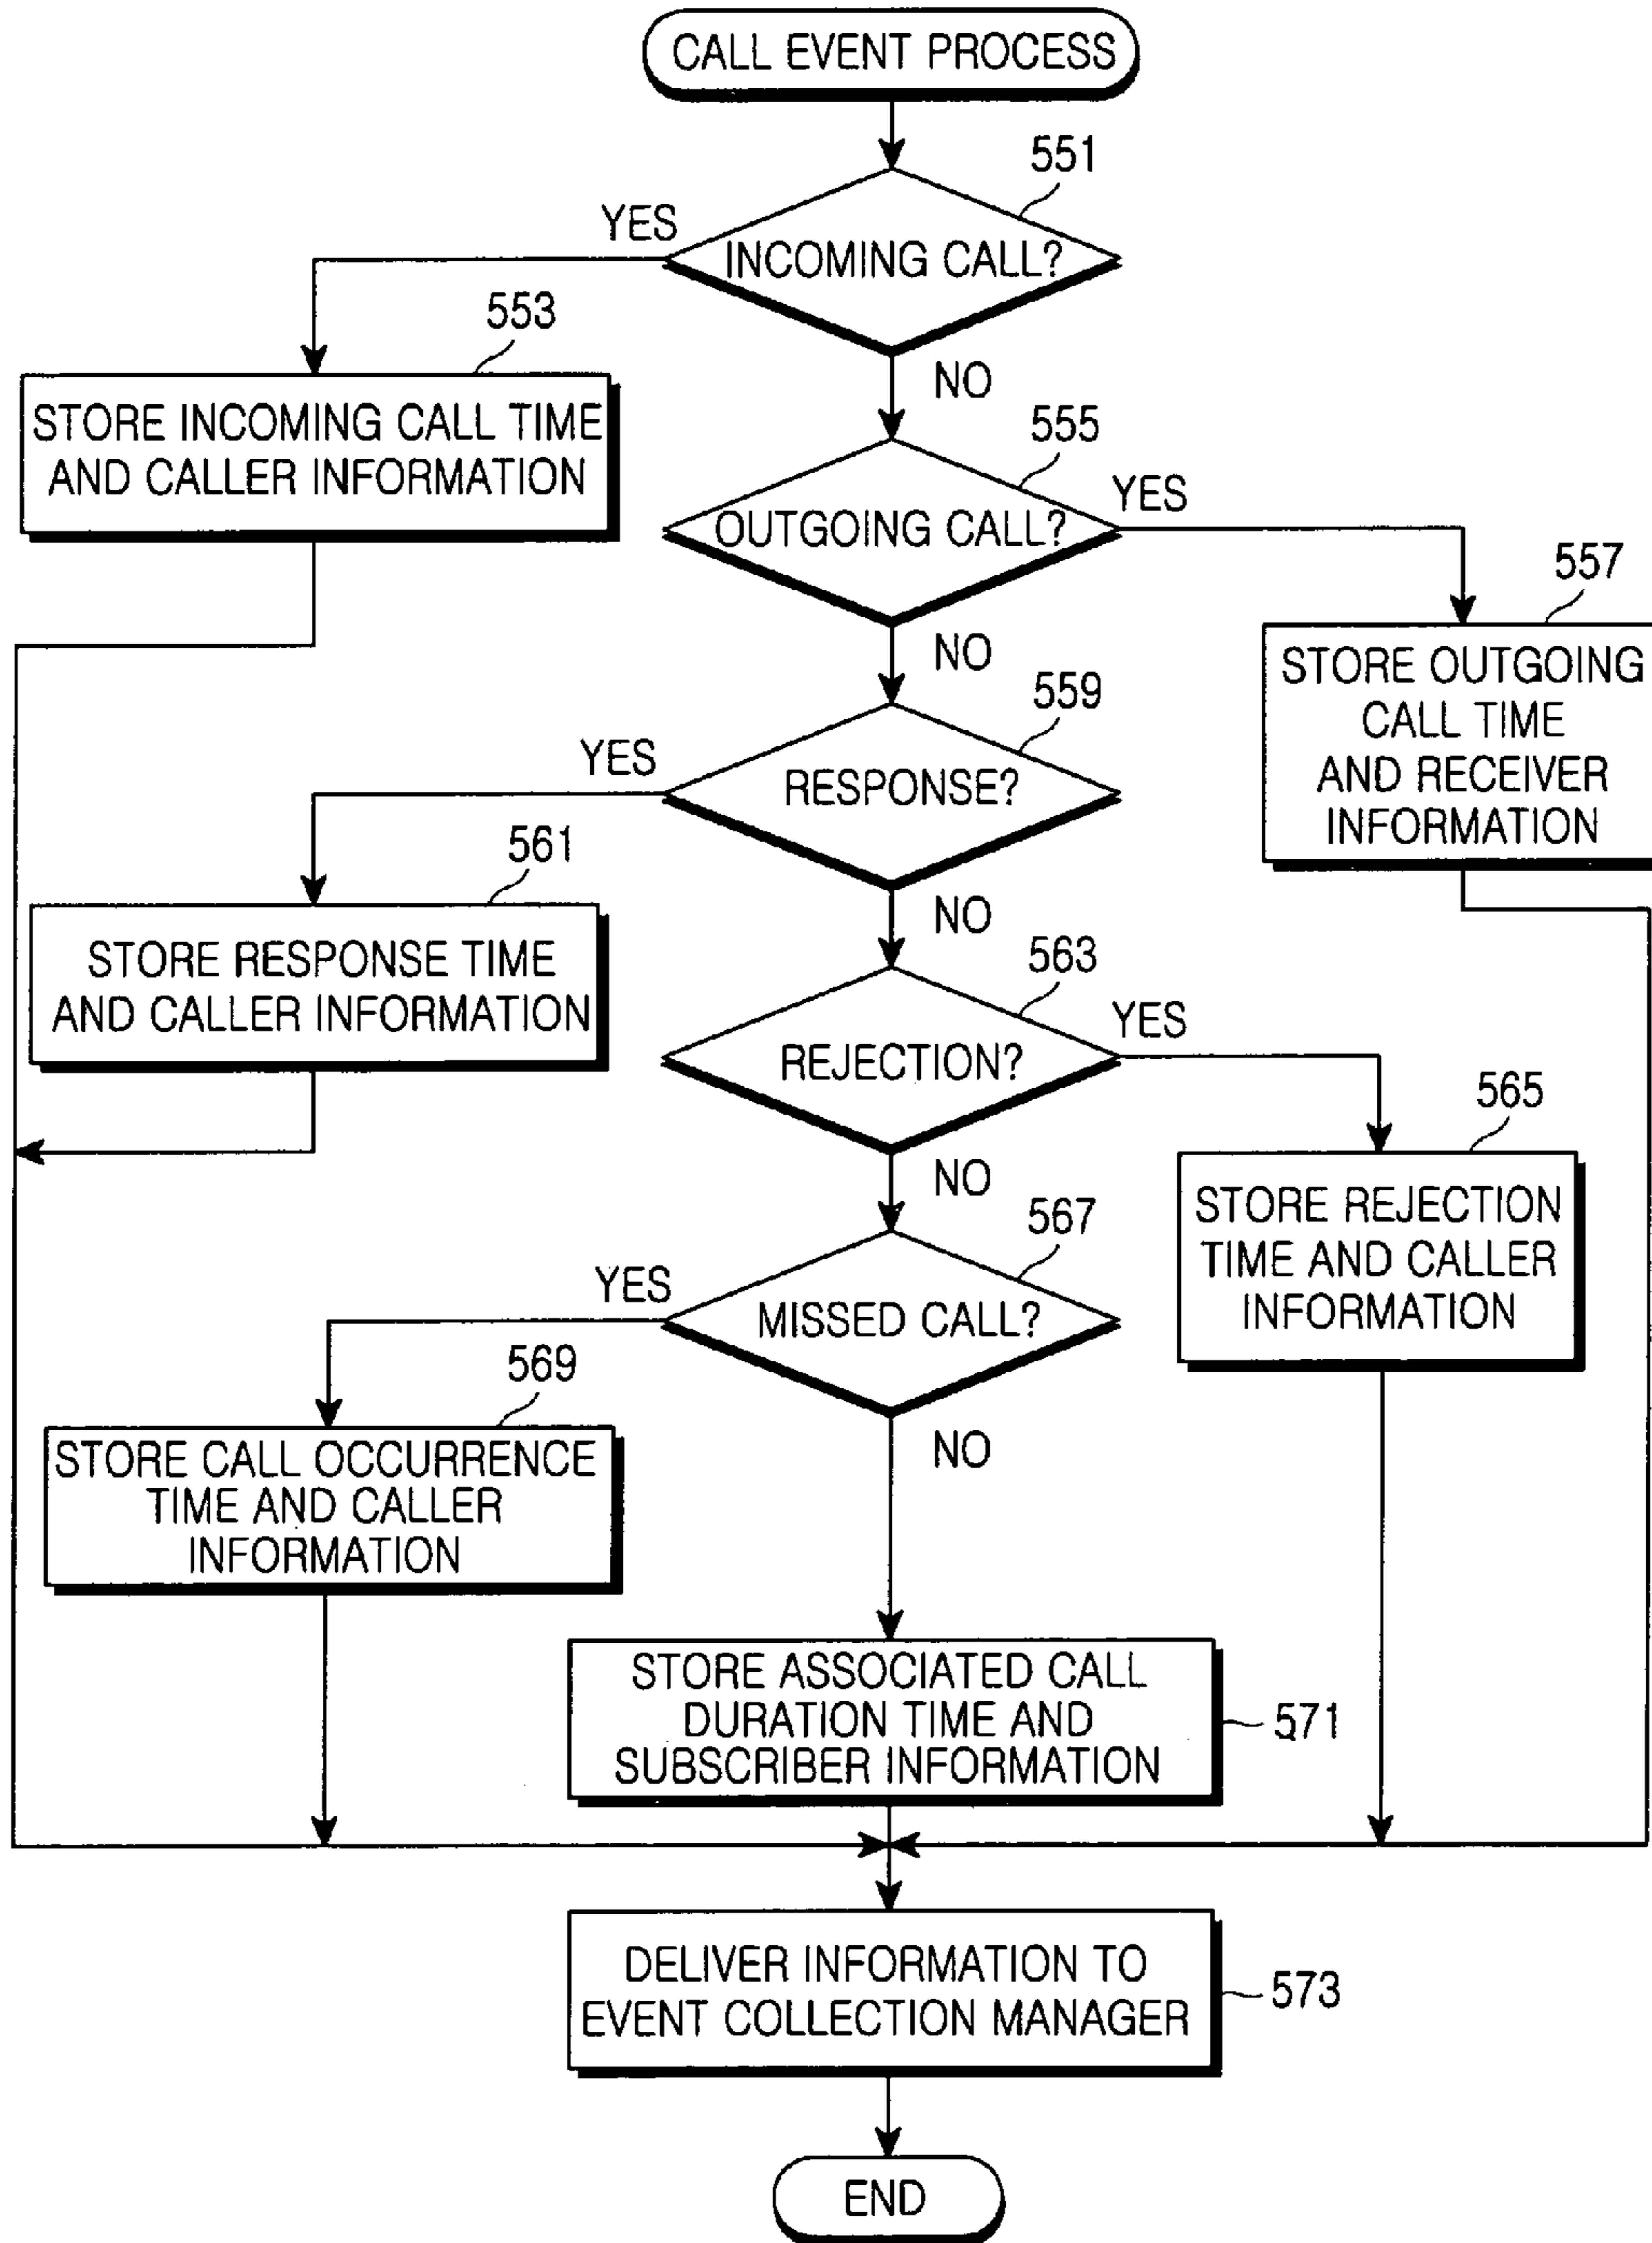 CALL EVENT PROCESS
551
YES
INCOMING CALL?
553
NO
STORE INCOMING CALL TIME
AND CALLER INFORMATION
555
YES
OUTGOING CALL?
557
NO
STORE OUTGOING
CALL TIME
AND RECEIVER
INFORMATION
559
YES
RESPONSE?
561
NO
STORE RESPONSE TIME
AND CALLER INFORMATION
563
YES
REJECTION?
565
NO
STORE REJECTION
TIME AND CALLER
INFORMATION
567
YES
MISSED CALL?
569
NO
STORE CALL OCCURRENCE
TIME AND CALLER
INFORMATION
STORE ASSOCIATED CALL
DURATION TIME AND
SUBSCRIBER INFORMATION
571
DELIVER INFORMATION TO
EVENT COLLECTION MANAGER
573
END